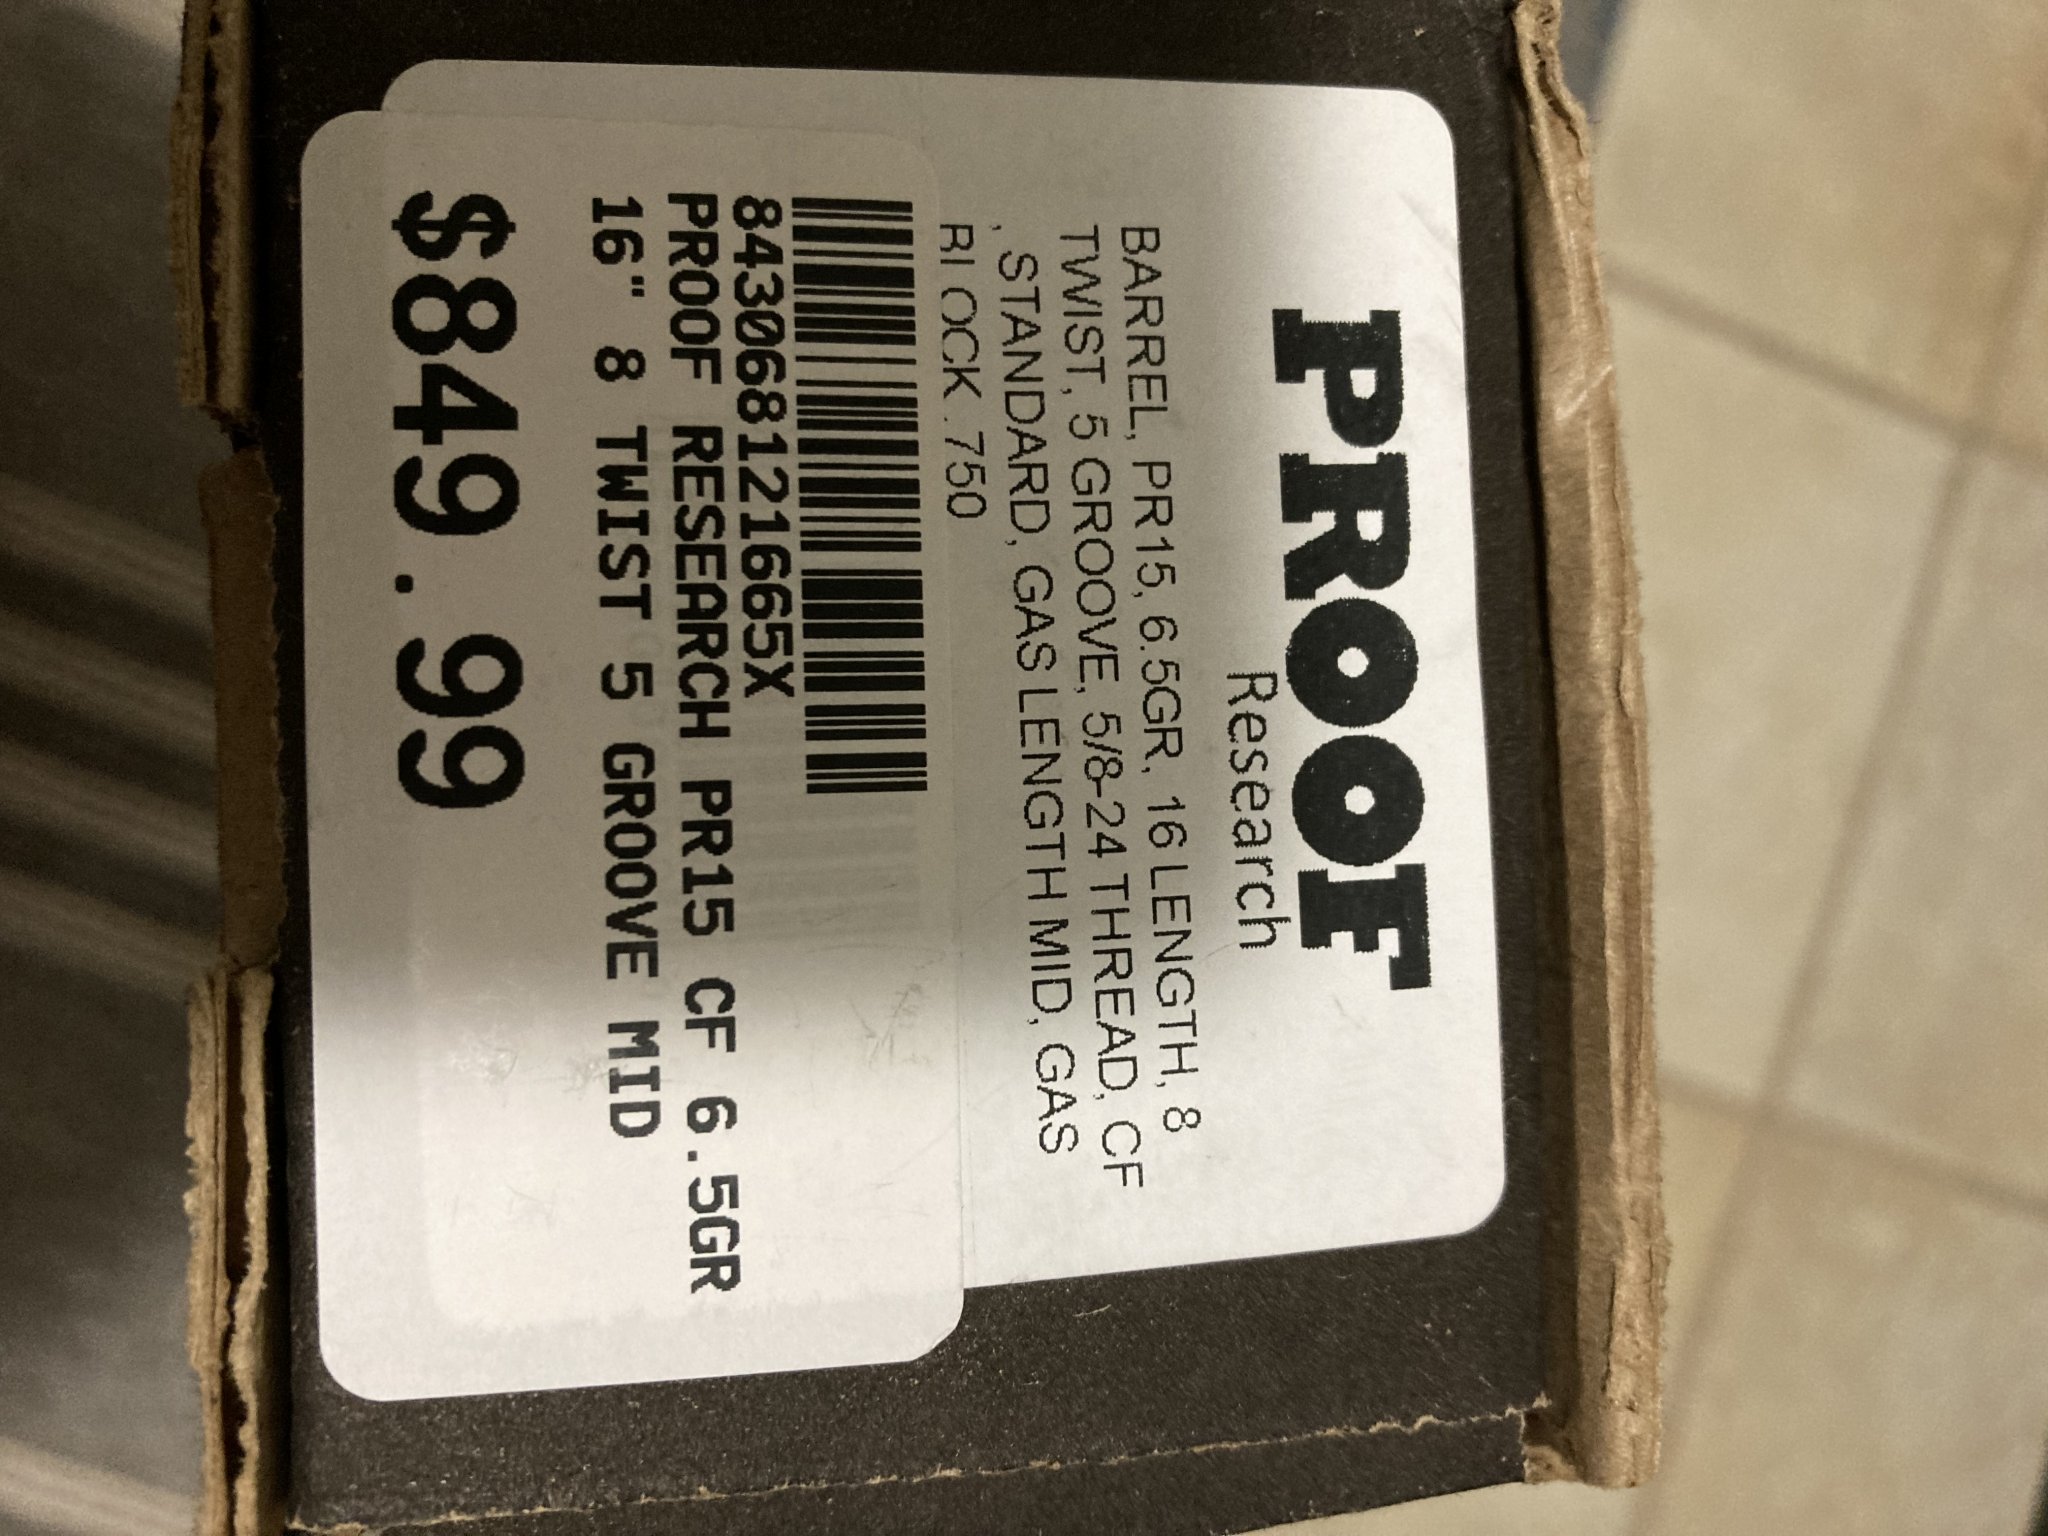 PROOF
Research
BARREL, PR15, 6.5GR, 16 LENGTH, 8
TWIST, 5 GROOVE, 5/8-24 THREAD, CF
, STANDARD, GAS LENGTH MID, GAS
BLOCK .750
843068121665X
PROOF RESEARCH PR15 CF 6.5GR
16" 8 TWIST 5 GROOVE MID
$849.99